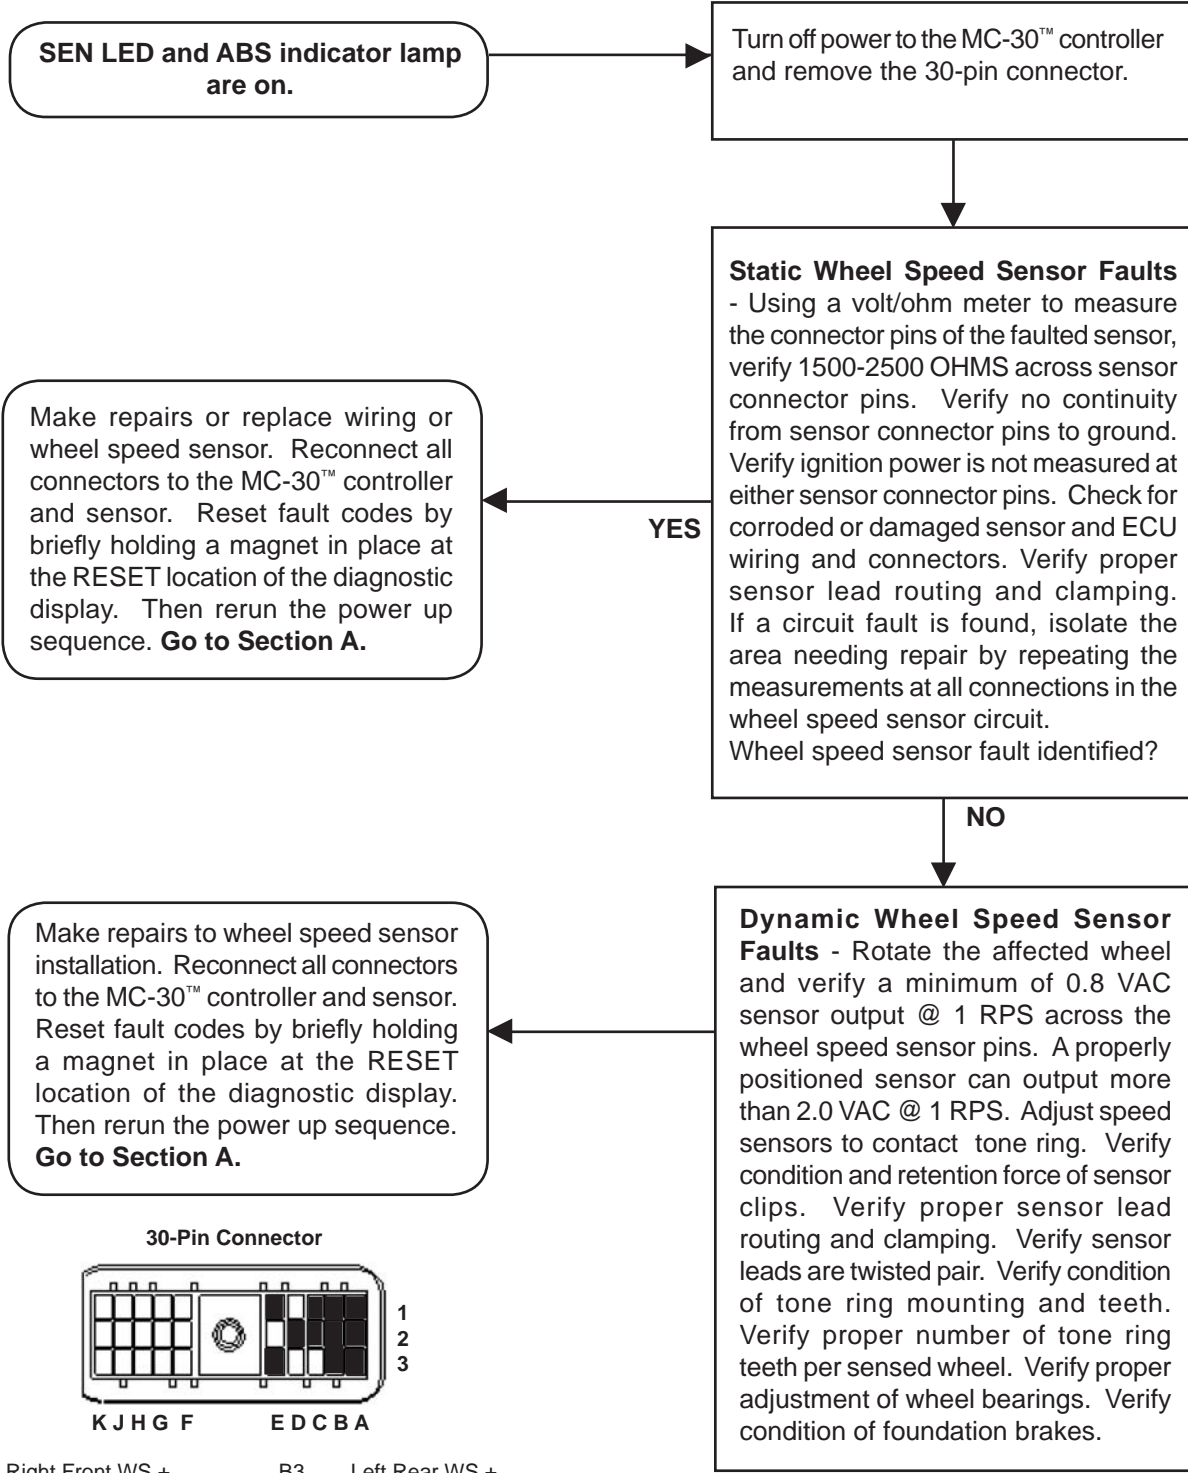 SEN LED and ABS indicator lamp
are on.
Turn off power to the MC-30™ controller
and remove the 30-pin connector.
Static Wheel Speed Sensor Faults
- Using a volt/ohm meter to measure
the connector pins of the faulted sensor,
verify 1500-2500 OHMS across sensor
connector pins. Verify no continuity
from sensor connector pins to ground.
Verify ignition power is not measured at
either sensor connector pins. Check for
corroded or damaged sensor and ECU
wiring and connectors. Verify proper
sensor lead routing and clamping.
If a circuit fault is found, isolate the
area needing repair by repeating the
measurements at all connections in the
wheel speed sensor circuit.
Wheel speed sensor fault identified?
YES
Make repairs or replace wiring or
wheel speed sensor. Reconnect all
connectors to the MC-30™ controller
and sensor. Reset fault codes by
briefly holding a magnet in place at
the RESET location of the diagnostic
display. Then rerun the power up
sequence. Go to Section A.
NO
Dynamic Wheel Speed Sensor
Faults - Rotate the affected wheel
and verify a minimum of 0.8 VAC
sensor output @ 1 RPS across the
wheel speed sensor pins. A properly
positioned sensor can output more
than 2.0 VAC @ 1 RPS. Adjust speed
sensors to contact tone ring. Verify
condition and retention force of sensor
clips. Verify proper sensor lead
routing and clamping. Verify sensor
leads are twisted pair. Verify condition
of tone ring mounting and teeth.
Verify proper number of tone ring
teeth per sensed wheel. Verify proper
adjustment of wheel bearings. Verify
condition of foundation brakes.
Make repairs to wheel speed sensor
installation. Reconnect all connectors
to the MC-30™ controller and sensor.
Reset fault codes by briefly holding
a magnet in place at the RESET
location of the diagnostic display.
Then rerun the power up sequence.
Go to Section A.
30-Pin Connector
1
2
3
K J H G F E D C B A
Right Front WS + B3 Left Rear WS +